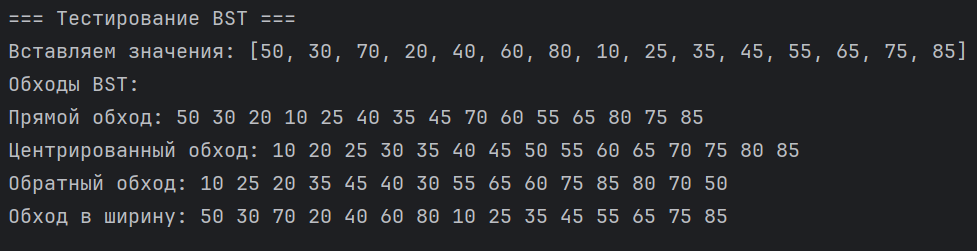 === Тестирование BST ===
Вставляем значения: [50, 30, 70, 20, 40, 60, 80, 10, 25, 35, 45, 55, 65, 75, 85]
Обходы BST:
Прямой обход: 50 30 20 10 25 40 35 45 70 60 55 65 80 75 85
Центрированный обход: 10 20 25 30 35 40 45 50 55 60 65 70 75 80 85
Обратный обход: 10 25 20 35 45 40 30 55 65 60 75 85 80 70 50
Обход в ширину: 50 30 70 20 40 60 80 10 25 35 45 55 65 75 85